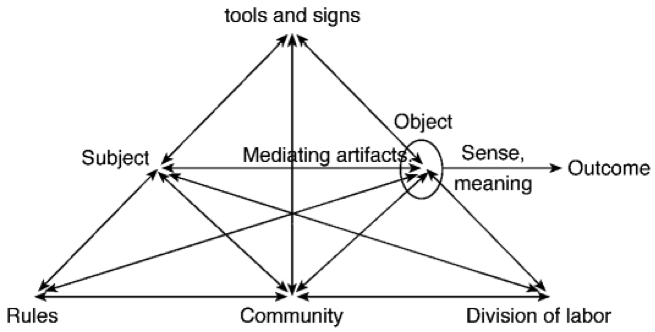 tools and signs
Object
Subject
Mediating artifacts
Sense,
meaning
Outcome
Rules
Community
Division of labor